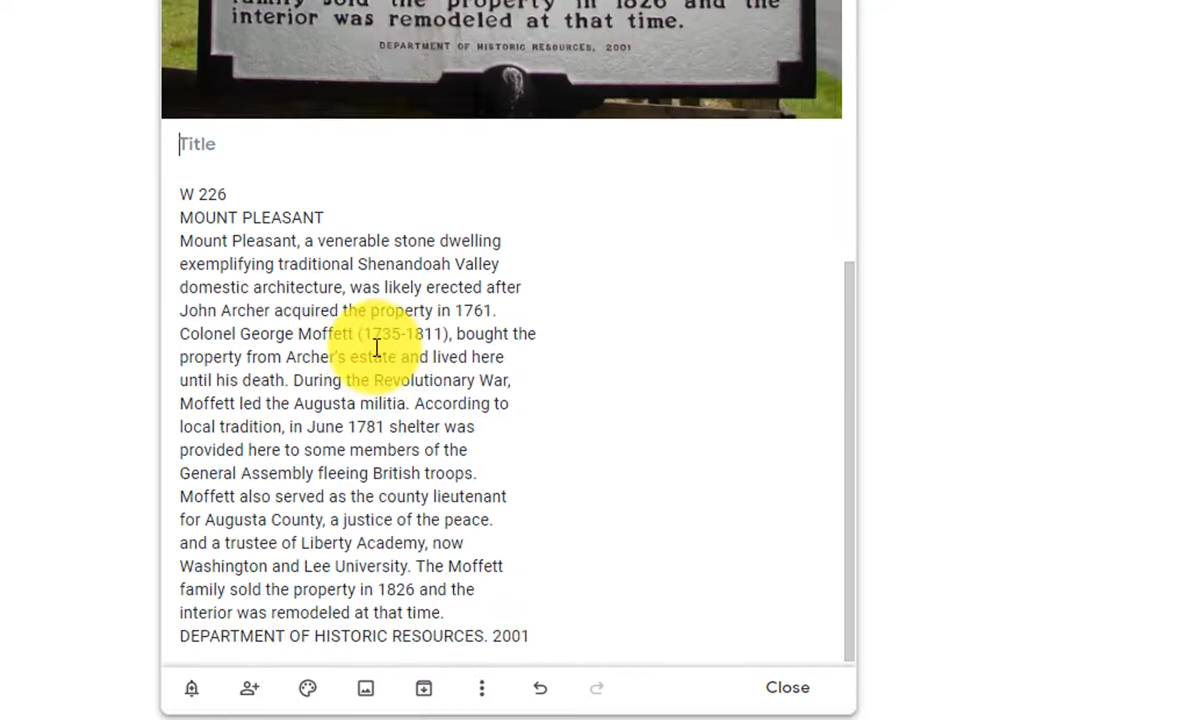 family sold the property in 1826 and the
interior was remodeled at that time.
DEPARTMENT OF HISTORIC RESOURCES, 2001
Title
W 226
MOUNT PLEASANT
Mount Pleasant, a venerable stone dwelling
exemplifying traditional Shenandoah Valley
domestic architecture, was likely erected after
John Archer acquired the property in 1761.
Colonel George Moffett (1735-1811), bought the
property from Archer's estate and lived here
until his death. During the Revolutionary War,
Moffett led the Augusta militia. According to
local tradition, in June 1781 shelter was
provided here to some members of the
General Assembly fleeing British troops.
Moffett also served as the county lieutenant
for Augusta County, a justice of the peace.
and a trustee of Liberty Academy, now
Washington and Lee University. The Moffett
family sold the property in 1826 and the
interior was remodeled at that time.
DEPARTMENT OF HISTORIC RESOURCES. 2001
Close